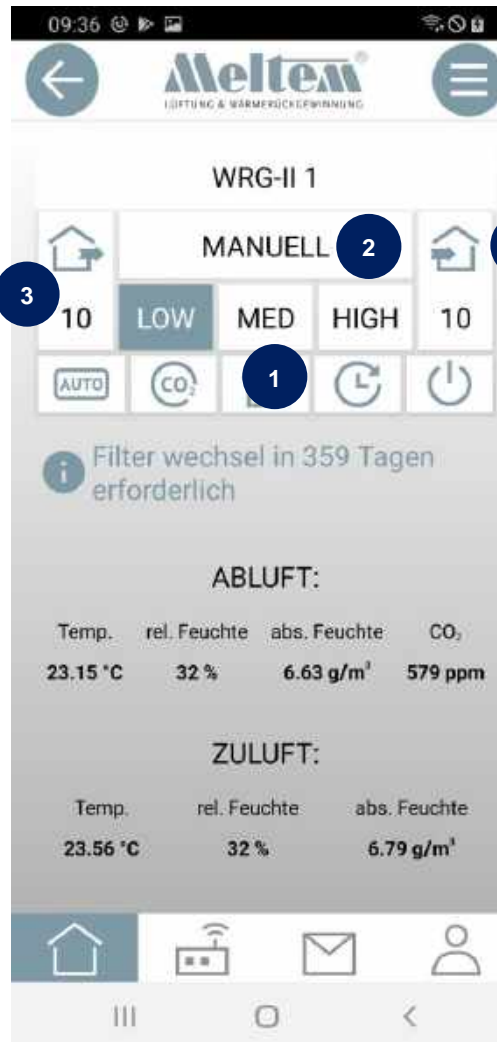 09:36
Meltem®
LÜFTUNG & WÄRMERÜCKGEWINNUNG
WRG-II 1
MANUELL 2
3
10 LOW MED HIGH 10
AUTO CO₂ 1
Filter wechsel in 359 Tagen
erforderlich
ABLUFT:
Temp. rel. Feuchte abs. Feuchte CO₂
23.15 °C 32 % 6.63 g/m³ 579 ppm
ZULUFT:
Temp. rel. Feuchte abs. Feuchte
23.56 °C 32 % 6.79 g/m³